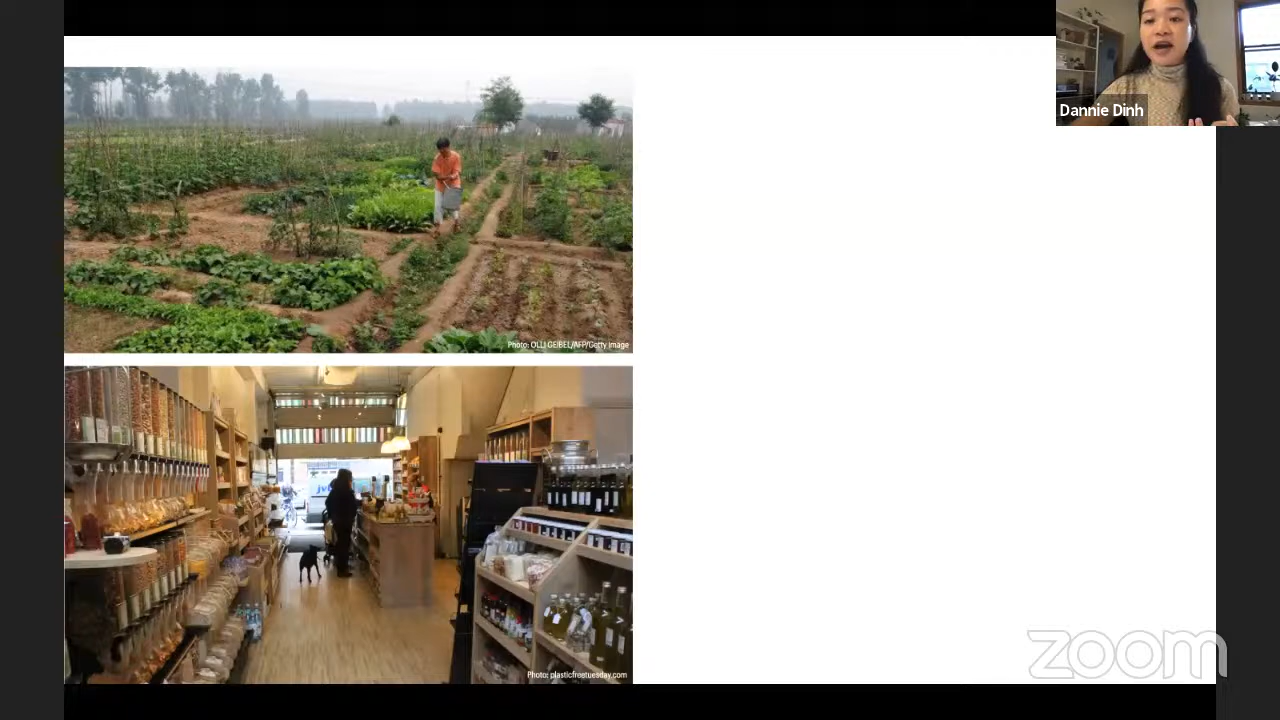 Dannie Dinh
Photo: OLLI GEIBEL/AFP/Getty Image
Photo: plasticfreetuesday.com
zoom